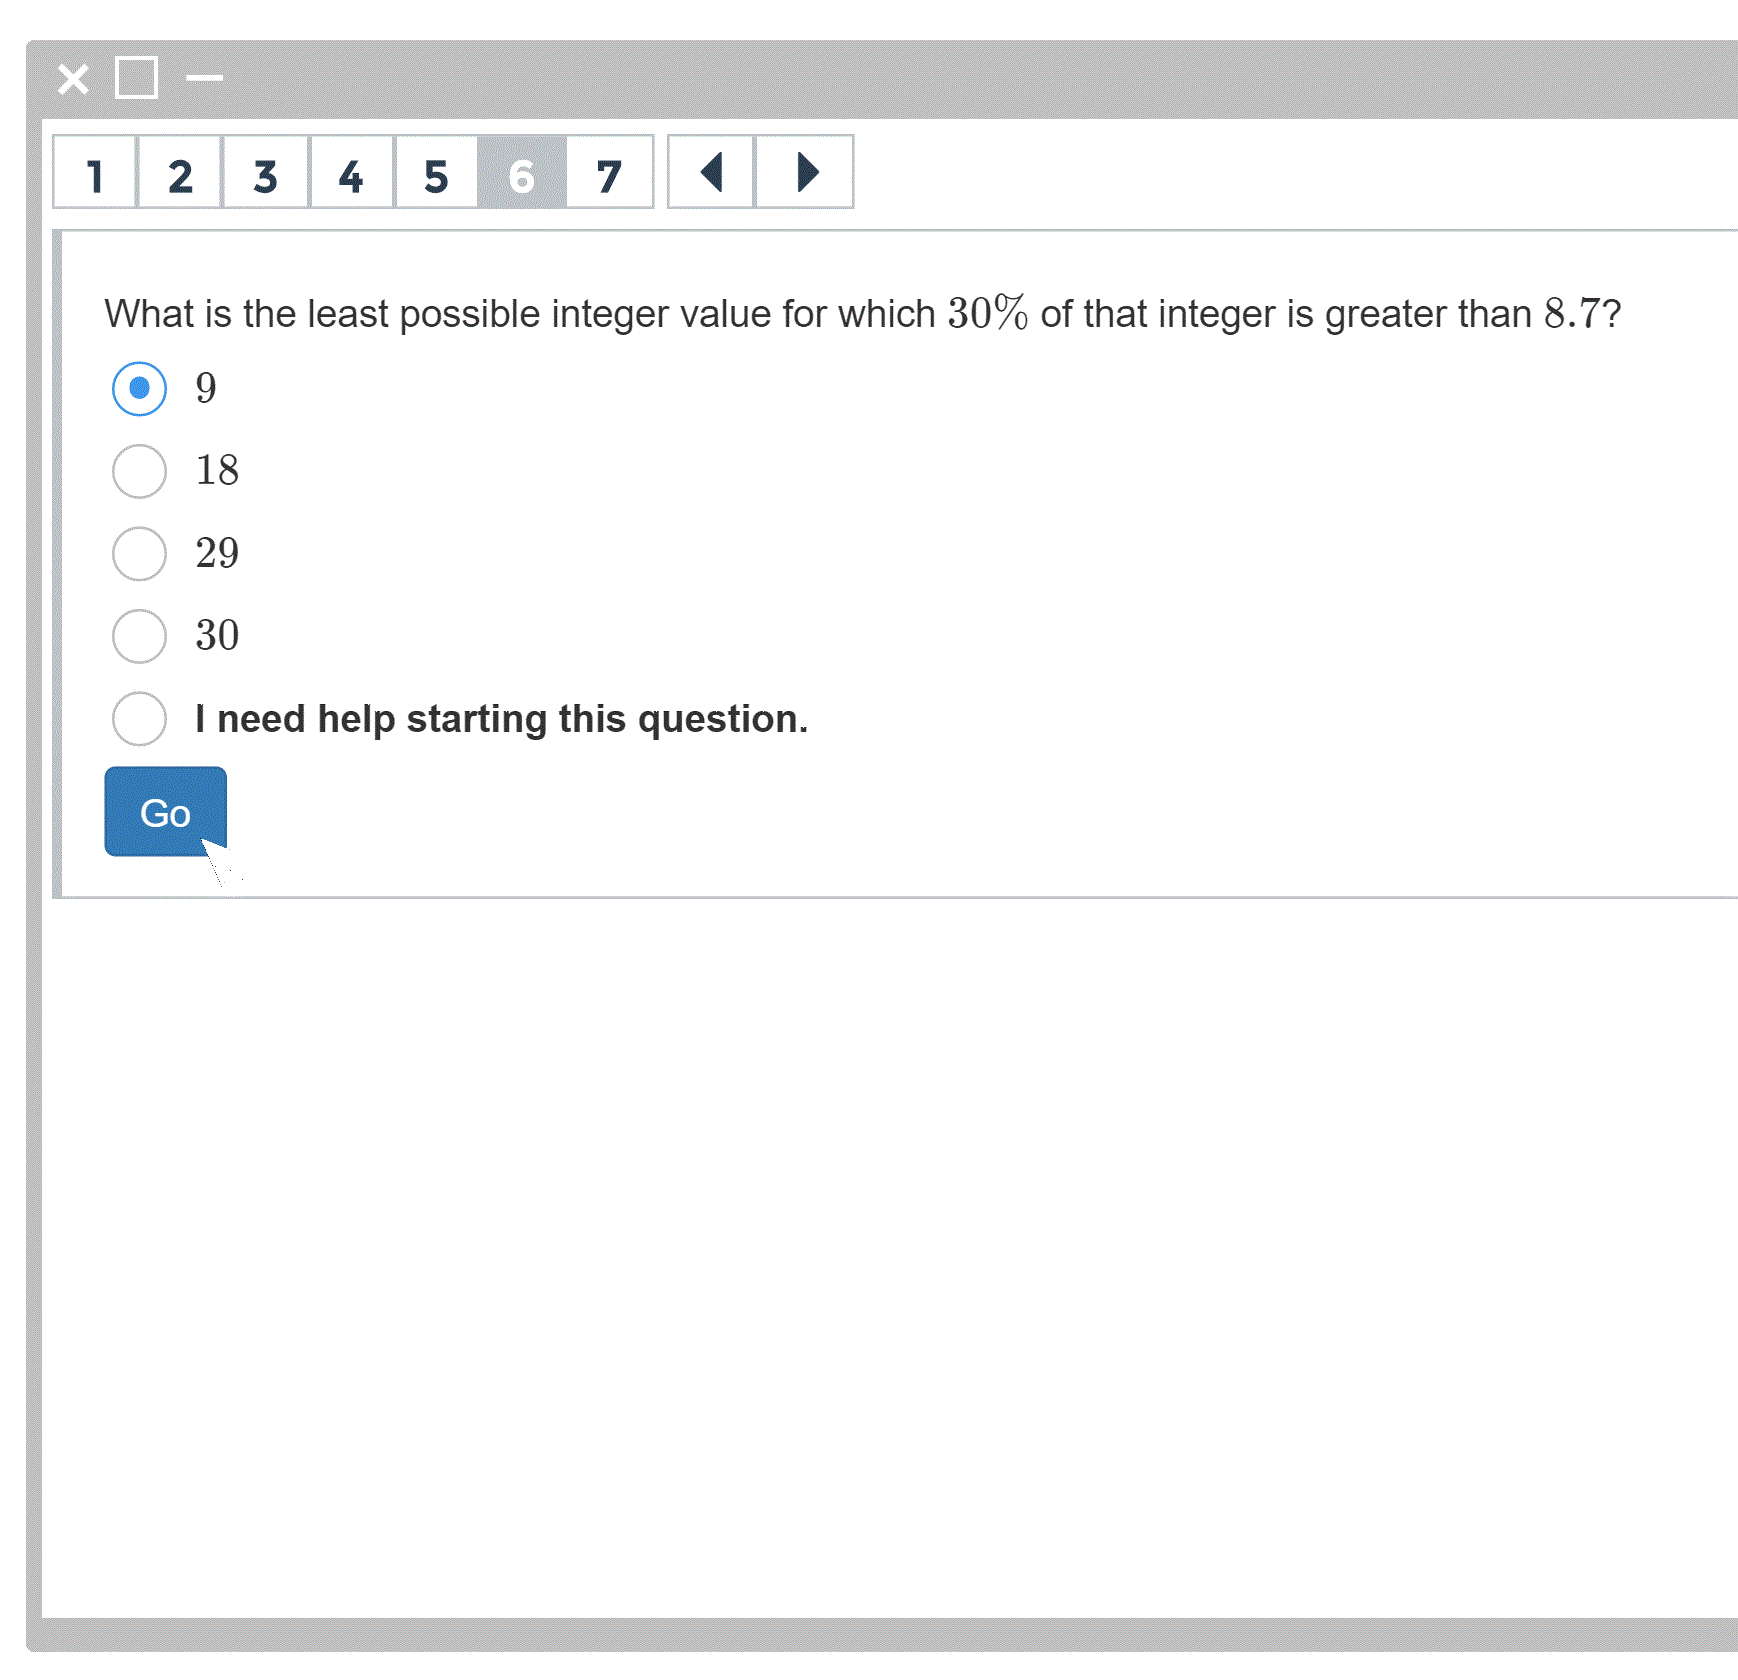 1 2 3 4 5 6 7
What is the least possible integer value for which 30% of that integer is greater than 8.7?
9
18
29
30
I need help starting this question.
Go